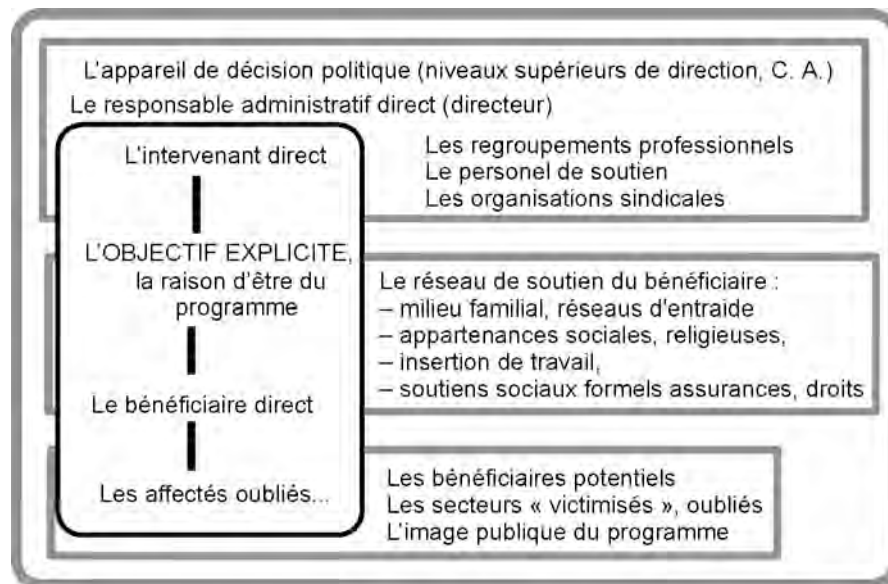 L'appareil de décision politique (niveaux supérieurs de direction, C. A.)
Le responsable administratif direct (directeur)
L'intervenant direct
Les regroupements professionnels
Le personel de soutien
Les organisations sindicales
L'OBJECTIF EXPLICITE,
la raison d'être du
programme
Le bénéficiaire direct
Le réseau de soutien du bénéficiaire :
– milieu familial, réseaus d'entraide
– appartenances sociales, religieuses,
– insertion de travail,
– soutiens sociaux formels assurances, droits
Les affectés oubliés...
Les bénéficiaires potentiels
Les secteurs « victimisés », oubliés
L'image publique du programme